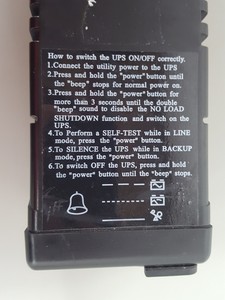 How to switch the UPS ON/OFF correctly.
1.Connect the utility power to the UPS
2.Press and hold the "power" button until
the "beep" stops for normal power on.
3.Press and hold the "power" button for
more than 3 seconds until the double
"beep" sound to disable the NO LOAD
SHUTDOWN function and switch on the
UPS.
4.To Perform a SELF-TEST while in LINE
mode, press the "power" button.
5.To SILENCE the UPS while in BACKUP
mode, press the "power" button.
6.To switch OFF the UPS, press and hold
the "power" button until the "beep" stops.